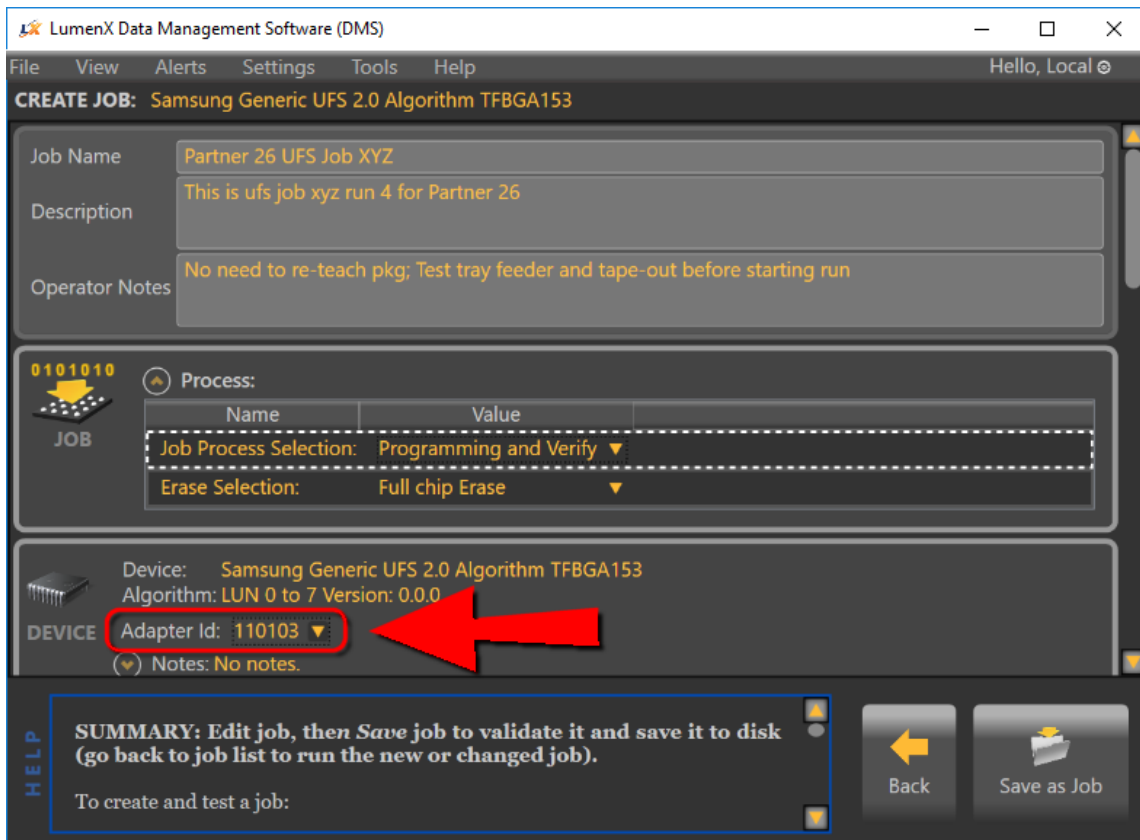 LumenX Data Management Software (DMS)
File View Alerts Settings Tools Help Hello, Local
CREATE JOB: Samsung Generic UFS 2.0 Algorithm TFBGA153
Job Name Partner 26 UFS Job XYZ
Description This is ufs job xyz run 4 for Partner 26
Operator Notes No need to re-teach pkg; Test tray feeder and tape-out before starting run
0101010
JOB
Process:
Name Value
Job Process Selection: Programming and Verify
Erase Selection: Full chip Erase
DEVICE
Device: Samsung Generic UFS 2.0 Algorithm TFBGA153
Algorithm: LUN 0 to 7 Version: 0.0.0
Adapter Id: 110103
Notes: No notes.
HELP
SUMMARY: Edit job, then Save job to validate it and save it to disk
(go back to job list to run the new or changed job).
To create and test a job:
Back
Save as Job